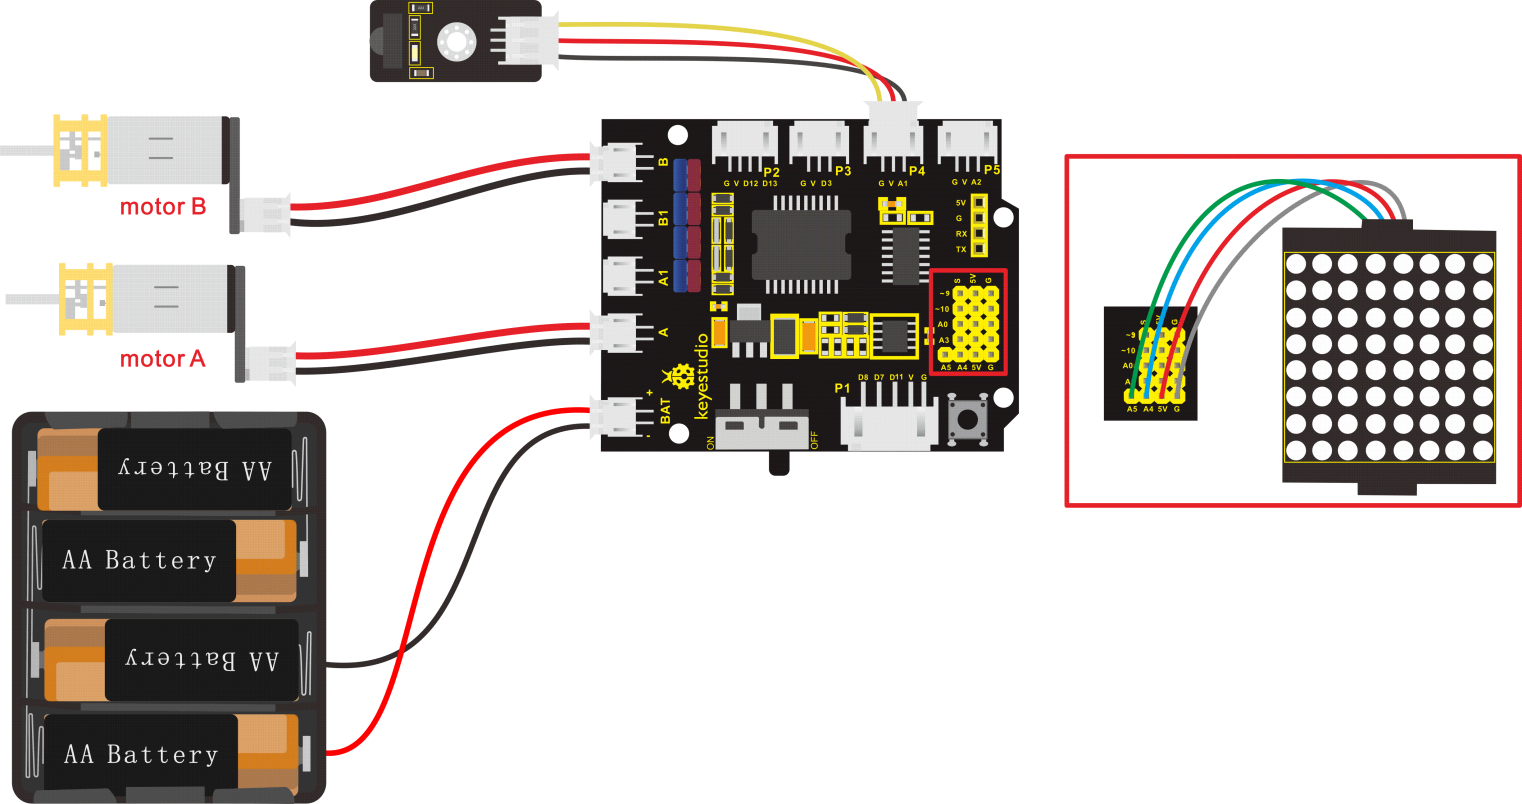 motor B
motor A
AA Battery
AA Battery
AA Battery
AA Battery
B
B1
A1
A
+
BAT
-
keyestudio
P2
P3
P4
P5
G V D12 D13
G V D3
G V A1
G V A2
5V
G
RX
TX
S 5V G
~9
~10
A0
A3
A5 A4 5V G
P1
D8 D7 D11 V G
ON
OFF
S V G
~9
~10
A0
A
A5 A4 5V G